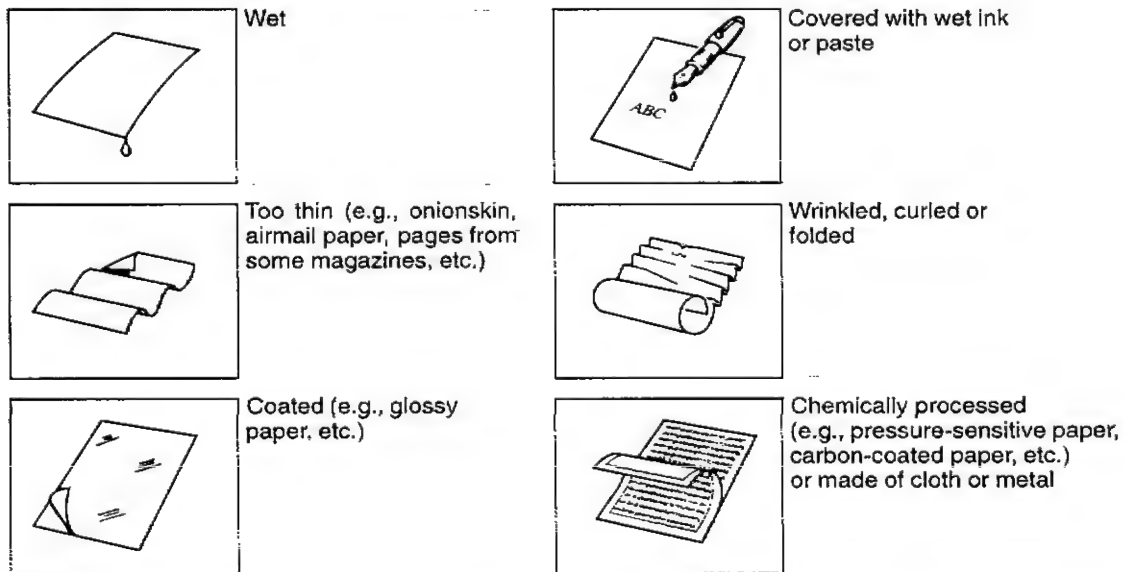 Wet
Covered with wet ink
or paste
ABC
Too thin (e.g., onionskin,
airmail paper, pages from
some magazines, etc.)
Wrinkled, curled or
folded
Coated (e.g., glossy
paper, etc.)
Chemically processed
(e.g., pressure-sensitive paper,
carbon-coated paper, etc.)
or made of cloth or metal